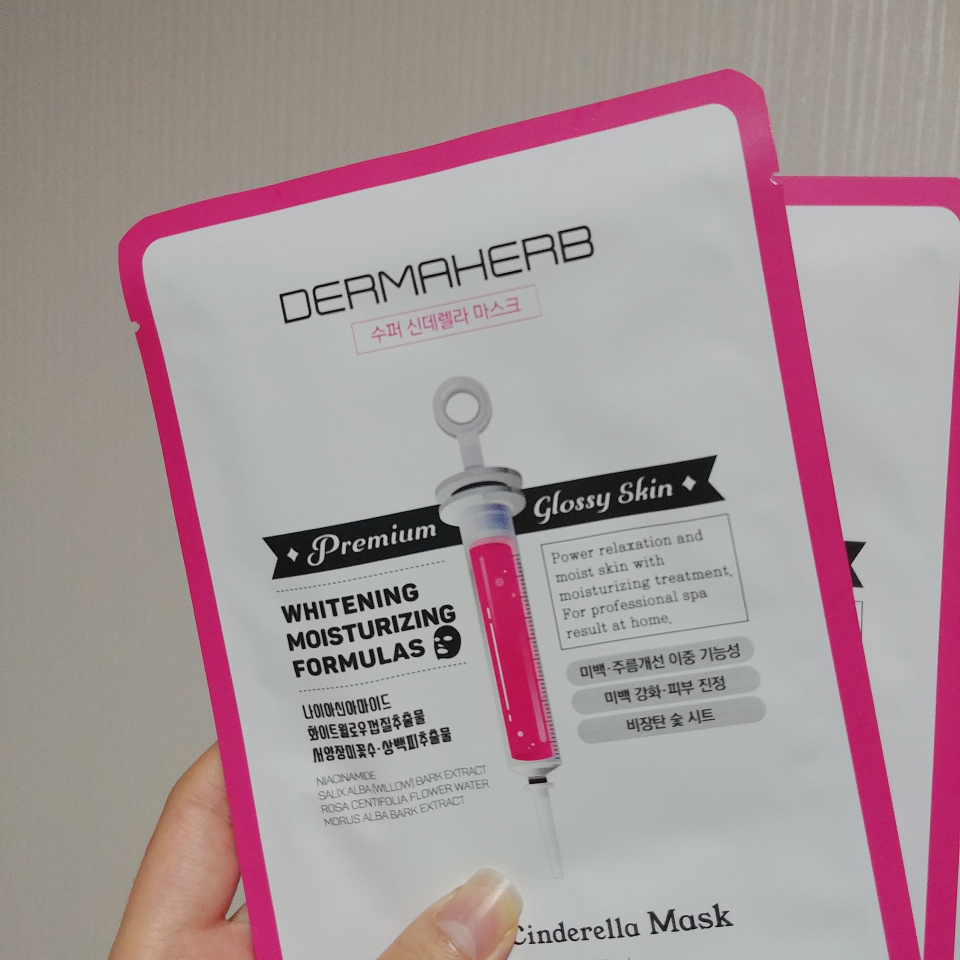 DERMAHERB
수퍼 신데렐라 마스크
Premium Glossy Skin
WHITENING
MOISTURIZING
FORMULAS
나이아신아마이드
화이트윌로우껍질추출물
서양장미꽃수·상백피추출물
NIACINAMIDE
SALIX ALBA(WILLOW) BARK EXTRACT
ROSA CENTIFOLIA FLOWER WATER
MORUS ALBA BARK EXTRACT
Power relaxation and
moist skin with
moisturizing treatment.
For professional spa
result at home.
미백·주름개선 이중 기능성
미백 강화·피부 진정
비장탄 숯 시트
Cinderella Mask